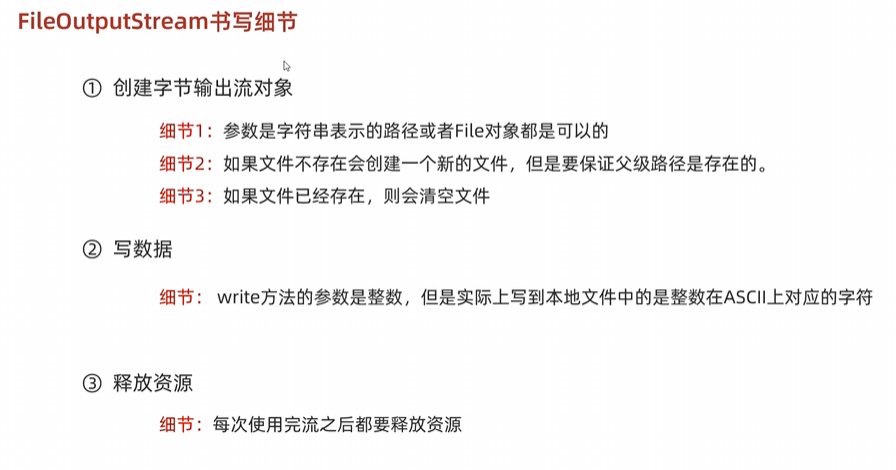 FileOutputStream书写细节
① 创建字节输出流对象
细节1：参数是字符串表示的路径或者File对象都是可以的
细节2：如果文件不存在会创建一个新的文件，但是要保证父级路径是存在的。
细节3：如果文件已经存在，则会清空文件
② 写数据
细节： write方法的参数是整数，但是实际上写到本地文件中的是整数在ASCII上对应的字符
③ 释放资源
细节：每次使用完流之后都要释放资源